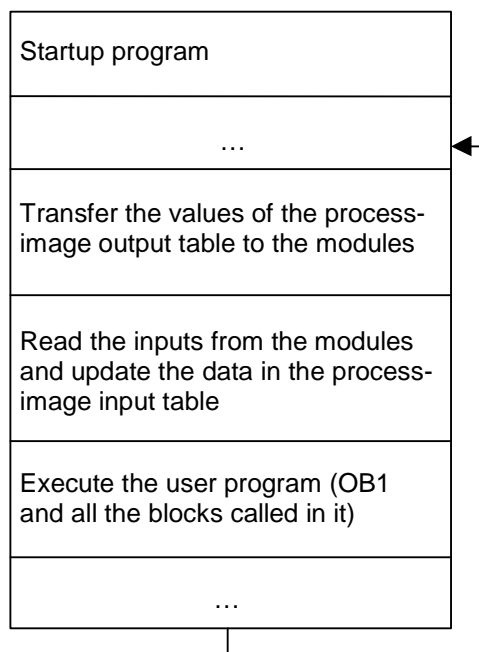 Startup program
…
Transfer the values of the process-
image output table to the modules
Read the inputs from the modules
and update the data in the process-
image input table
Execute the user program (OB1
and all the blocks called in it)
…